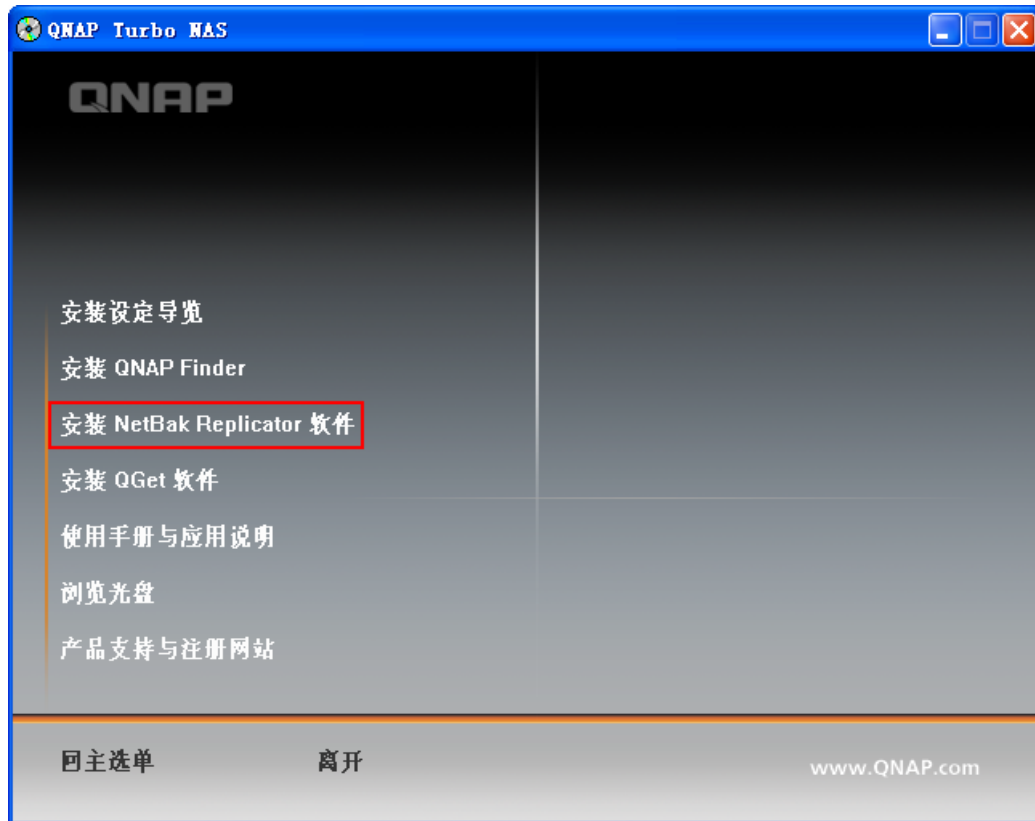 QNAP Turbo NAS
QNAP
安装设定导览
安装 QNAP Finder
安装 NetBak Replicator 软件
安装 QGet 软件
使用手册与应用说明
浏览光盘
产品支持与注册网站
回主选单 离开
www.QNAP.com